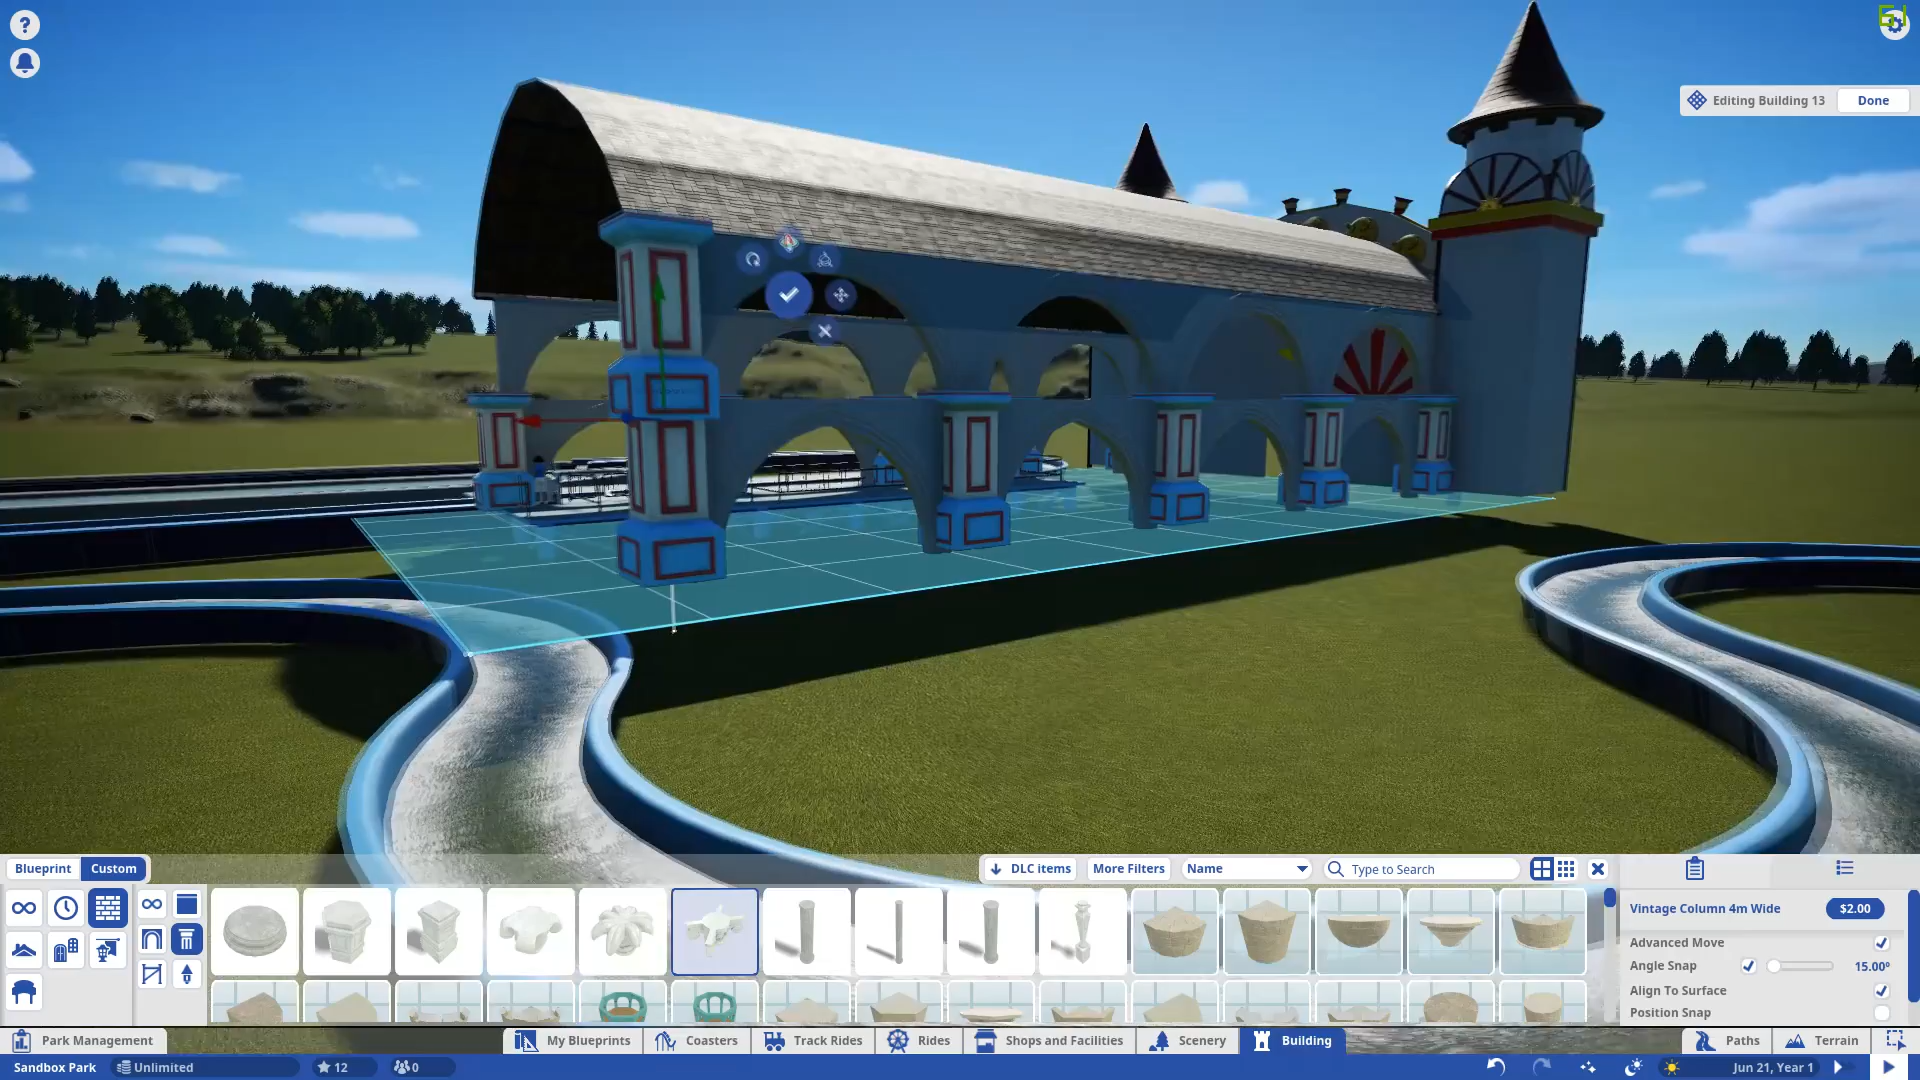 ?
51
Editing Building 13
Done
Blueprint
Custom
DLC items
More Filters
Name
Type to Search
Vintage Column 4m Wide
$2.00
Advanced Move
Angle Snap
15.00°
Align To Surface
Position Snap
Park Management
My Blueprints
Coasters
Track Rides
Rides
Shops and Facilities
Scenery
Building
Paths
Terrain
Sandbox Park
Unlimited
12
0
Jun 21, Year 1